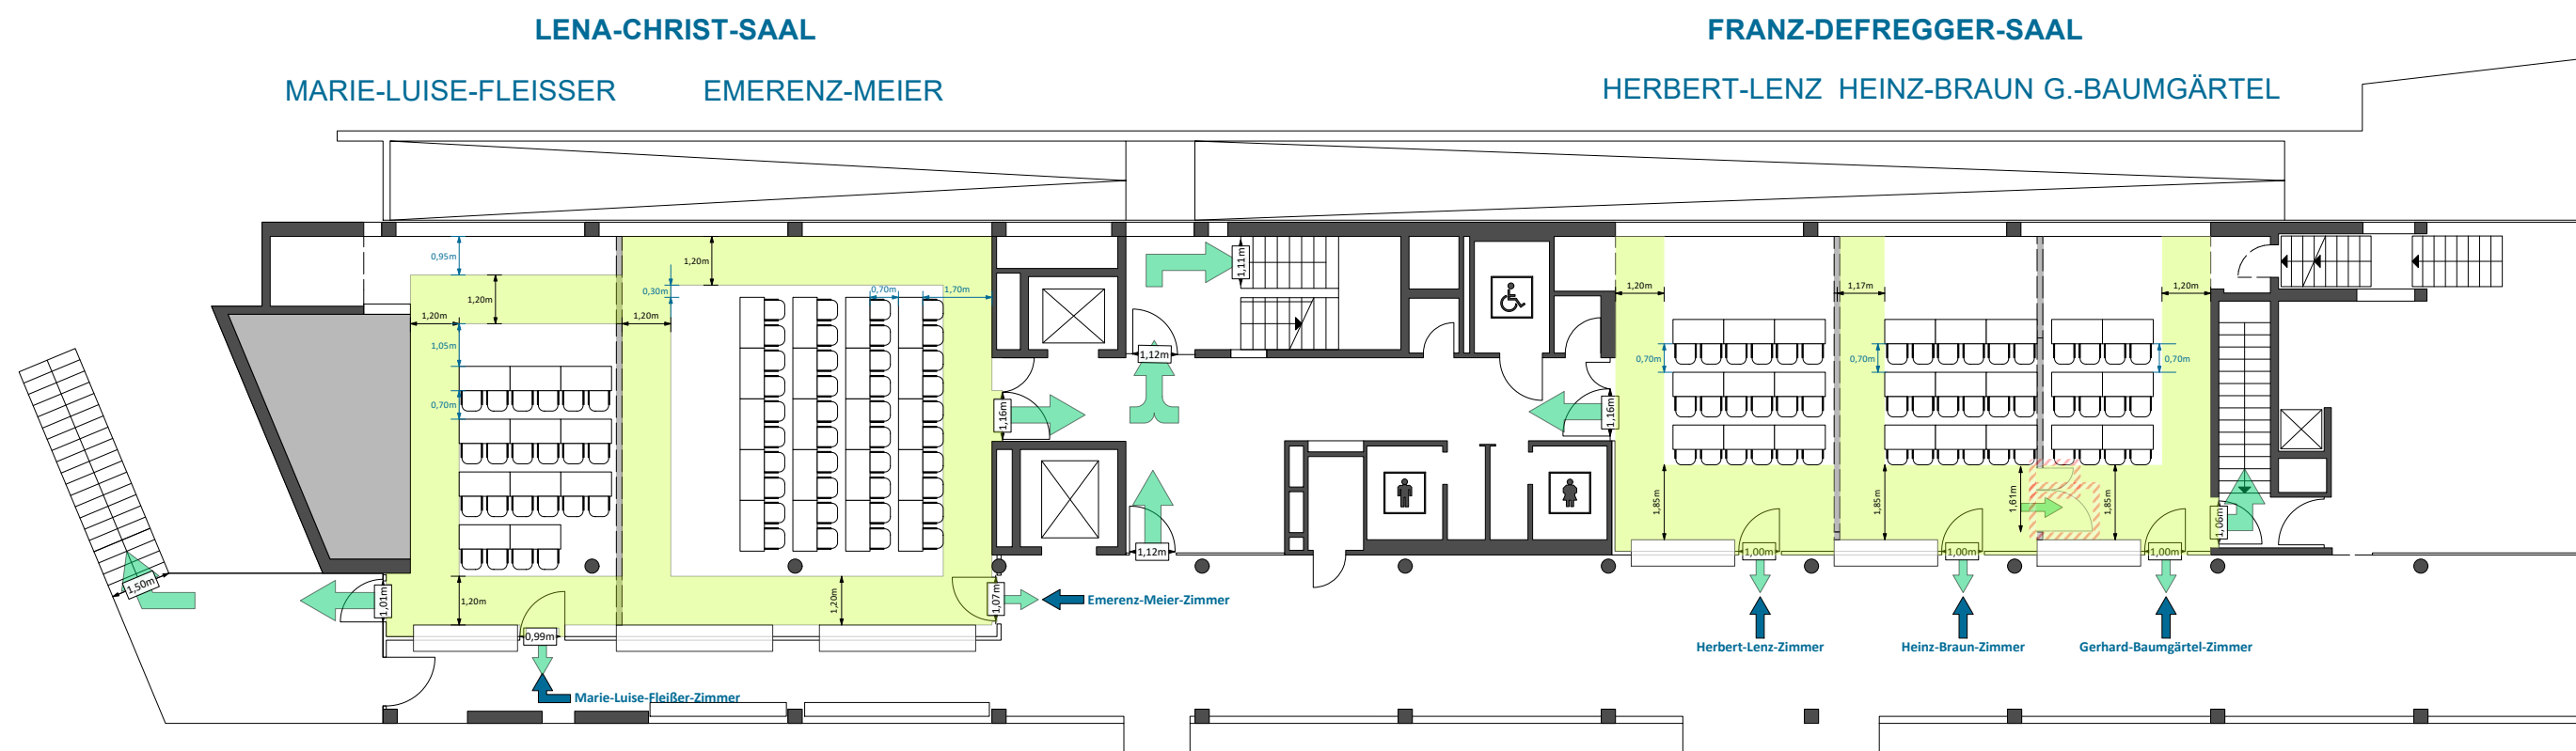 LENA-CHRIST-SAAL
FRANZ-DEFREGGER-SAAL
MARIE-LUISE-FLEISSER
EMERENZ-MEIER
HERBERT-LENZ
HEINZ-BRAUN
G.-BAUMGÄRTEL
0,95m
1,20m
1,20m
1,05m
0,70m
1,20m
1,20m
0,30m
1,20m
0,70m
1,70m
1,11m
1,12m
1,16m
1,20m
0,70m
1,16m
1,17m
0,70m
1,20m
0,70m
1,85m
1,85m
1,61m
1,85m
1,06m
1,50m
1,01m
1,20m
0,99m
1,20m
1,07m
Emerenz-Meier-Zimmer
1,12m
1,00m
1,00m
1,00m
Herbert-Lenz-Zimmer
Heinz-Braun-Zimmer
Gerhard-Baumgärtel-Zimmer
Marie-Luise-Fleißer-Zimmer